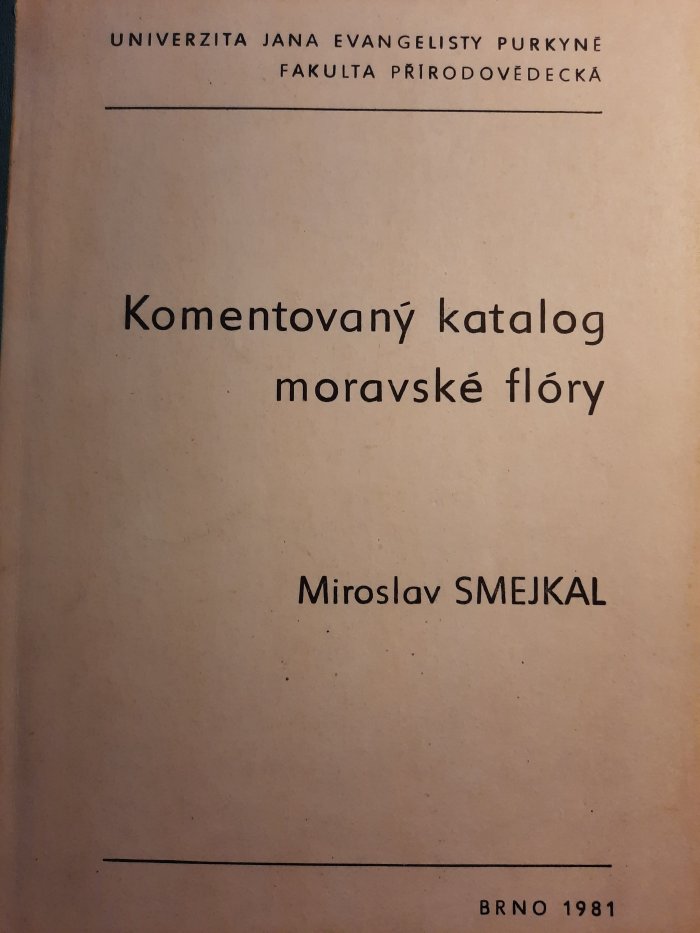 UNIVERZITA JANA EVANGELISTY PURKYNĚ
FAKULTA PŘÍRODOVĚDECKÁ
Komentovaný katalog
moravské flóry
Miroslav SMEJKAL
BRNO 1981